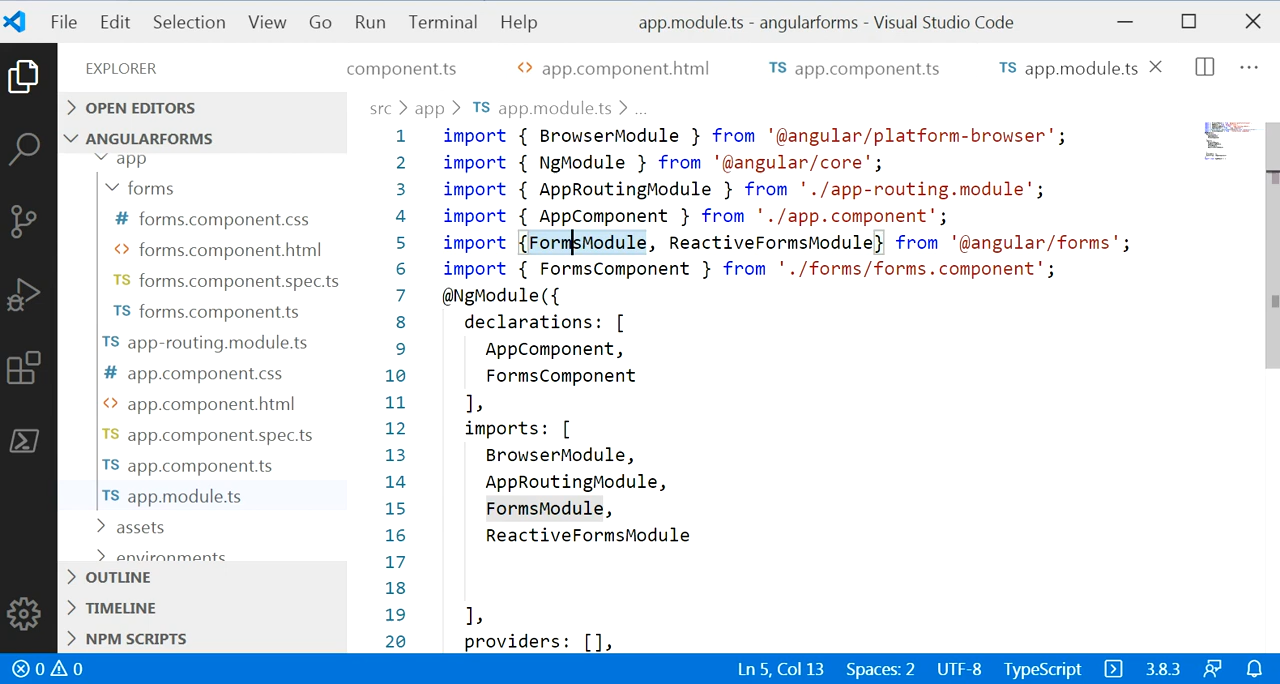 File Edit Selection View Go Run Terminal Help app.module.ts - angularforms - Visual Studio Code
EXPLORER
OPEN EDITORS
ANGULARFORMS
app
forms
# forms.component.css
<> forms.component.html
TS forms.component.spec.ts
TS forms.component.ts
TS app-routing.module.ts
# app.component.css
<> app.component.html
TS app.component.spec.ts
TS app.component.ts
TS app.module.ts
assets
environments
OUTLINE
TIMELINE
NPM SCRIPTS
component.ts <> app.component.html TS app.component.ts TS app.module.ts
src > app > TS app.module.ts > ...
1 import { BrowserModule } from '@angular/platform-browser';
2 import { NgModule } from '@angular/core';
3 import { AppRoutingModule } from './app-routing.module';
4 import { AppComponent } from './app.component';
5 import {FormsModule, ReactiveFormsModule} from '@angular/forms';
6 import { FormsComponent } from './forms/forms.component';
7 @NgModule({
8 declarations: [
9 AppComponent,
10 FormsComponent
11 ],
12 imports: [
13 BrowserModule,
14 AppRoutingModule,
15 FormsModule,
16 ReactiveFormsModule
17
18
19 ],
20 providers: [],
0 0 Ln 5, Col 13 Spaces: 2 UTF-8 TypeScript 3.8.3